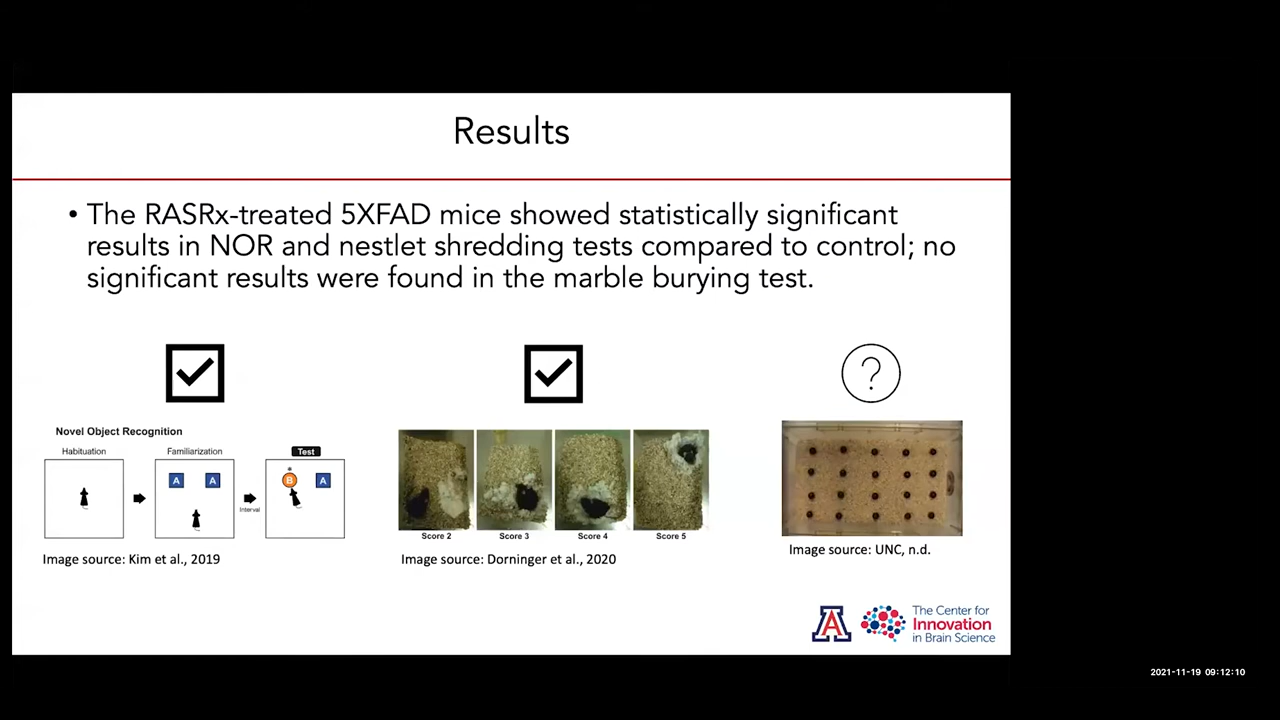 Results
• The RASRx-treated 5XFAD mice showed statistically significant
results in NOR and nestlet shredding tests compared to control; no
significant results were found in the marble burying test.
?
Novel Object Recognition
Habituation
Familiarization
Test
A A
B A
Interval
Image source: Kim et al., 2019
Score 2 Score 3 Score 4 Score 5
Image source: Dorninger et al., 2020
Image source: UNC, n.d.
A
The Center for
Innovation
in Brain Science
2021-11-19 09:12:10